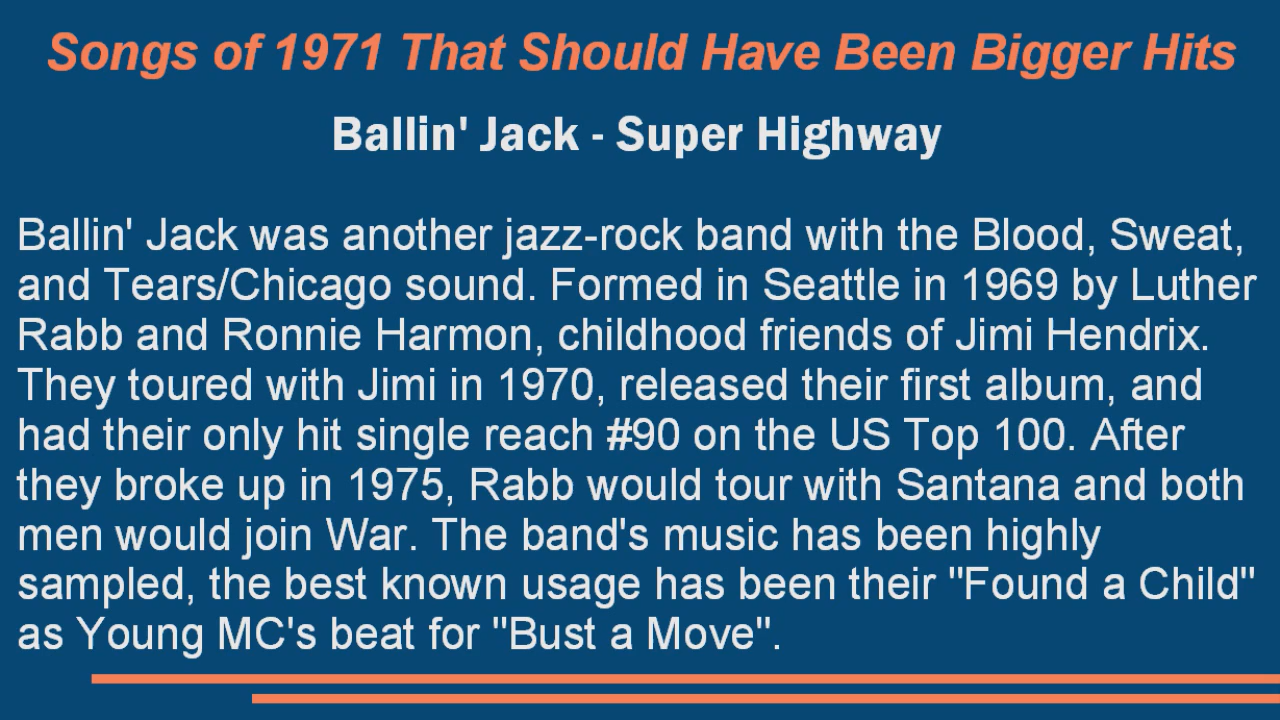 Songs of 1971 That Should Have Been Bigger Hits
Ballin' Jack - Super Highway
Ballin' Jack was another jazz-rock band with the Blood, Sweat,
and Tears/Chicago sound. Formed in Seattle in 1969 by Luther
Rabb and Ronnie Harmon, childhood friends of Jimi Hendrix.
They toured with Jimi in 1970, released their first album, and
had their only hit single reach #90 on the US Top 100. After
they broke up in 1975, Rabb would tour with Santana and both
men would join War. The band's music has been highly
sampled, the best known usage has been their "Found a Child"
as Young MC's beat for "Bust a Move".